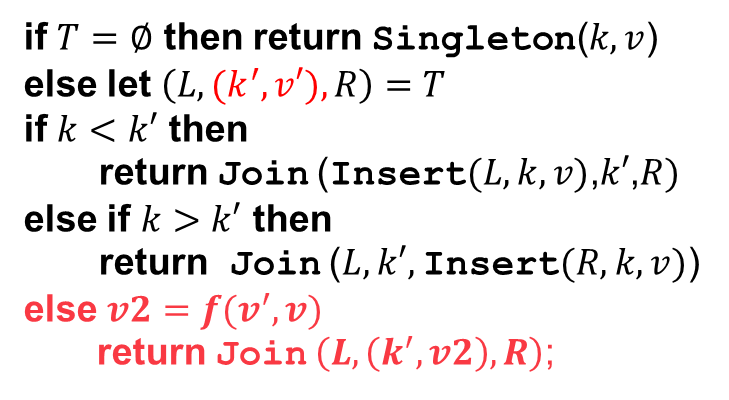 if T = ∅ then return Singleton(k, v)
else let (L, (k′, v′), R) = T
if k < k′ then
return Join (Insert(L, k, v),k′,R)
else if k > k′ then
return Join (L, k′, Insert(R, k, v))
else v2 = f(v′, v)
return Join (L, (k′, v2), R);